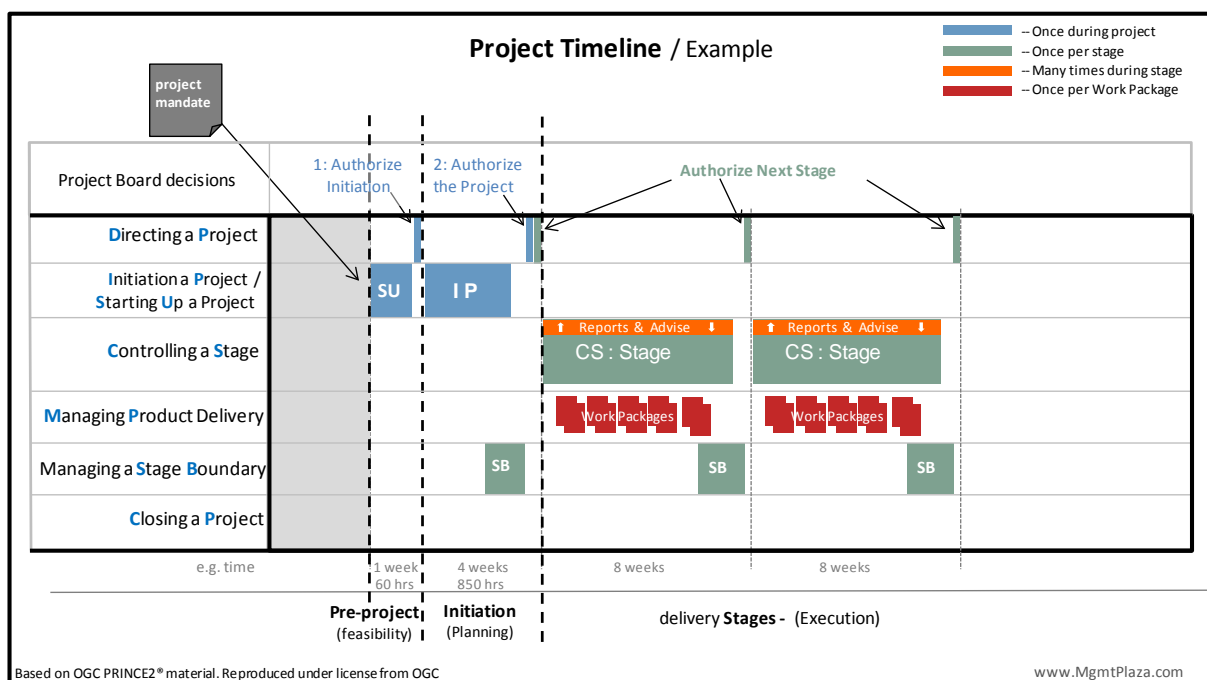 Project Timeline / Example
-- Once during project
-- Once per stage
-- Many times during stage
-- Once per Work Package
project
mandate
Project Board decisions
1: Authorize
Initiation
2: Authorize
the Project
Authorize Next Stage
Directing a Project
Initiation a Project /
Starting Up a Project
SU
I P
Controlling a Stage
⬆ Reports & Advise ⬇
CS : Stage
⬆ Reports & Advise ⬇
CS : Stage
Managing Product Delivery
Work Packages
Work Packages
Managing a Stage Boundary
SB
SB
SB
Closing a Project
e.g. time
1 week
60 hrs
4 weeks
850 hrs
8 weeks
8 weeks
Pre-project
(feasibility)
Initiation
(Planning)
delivery Stages - (Execution)
Based on OGC PRINCE2® material. Reproduced under license from OGC
www.MgmtPlaza.com